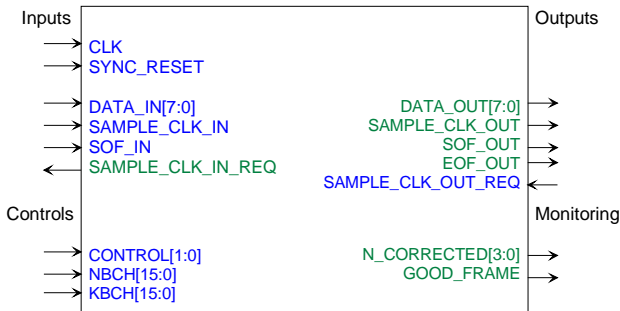 Inputs
Outputs
CLK
SYNC_RESET
DATA_IN[7:0]
SAMPLE_CLK_IN
SOF_IN
SAMPLE_CLK_IN_REQ
DATA_OUT[7:0]
SAMPLE_CLK_OUT
SOF_OUT
EOF_OUT
SAMPLE_CLK_OUT_REQ
Controls
Monitoring
CONTROL[1:0]
NBCH[15:0]
KBCH[15:0]
N_CORRECTED[3:0]
GOOD_FRAME